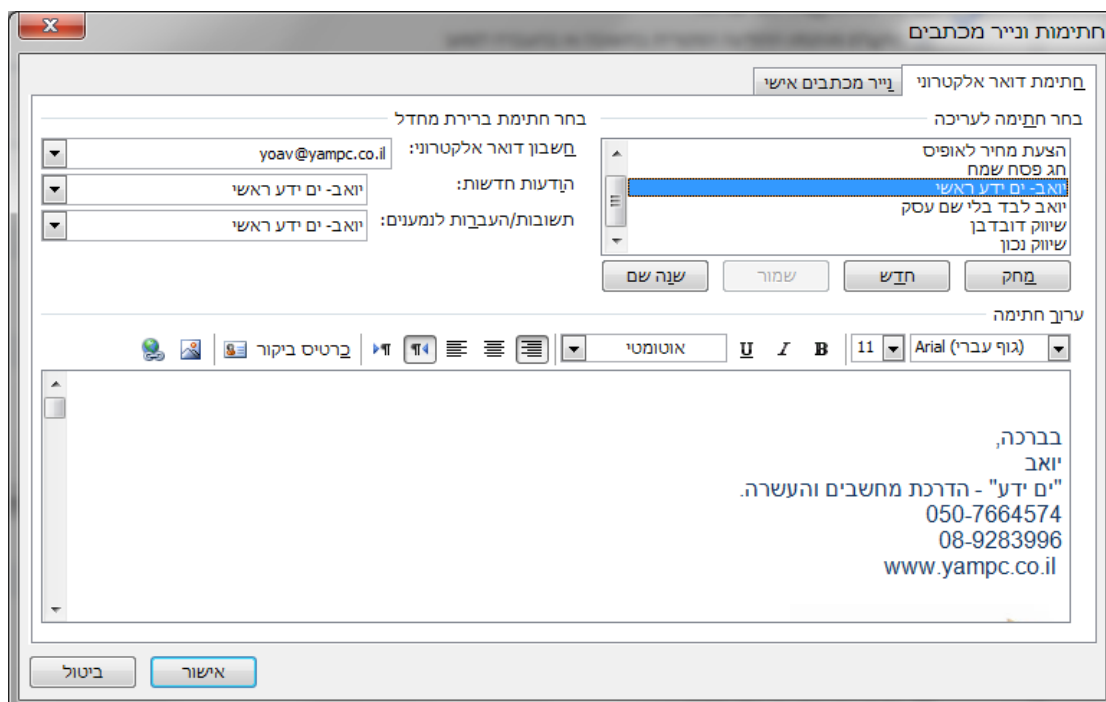 חתימות ונייר מכתבים
חתימת דואר אלקטרוני
נייר מכתבים אישי
בחר חתימה לעריכה
הצעת מחיר לאופיס
חג פסח שמח
יואב- ים ידע ראשי
יואב לבד בלי שם עסק
שיווק דובדבן
שיווק נכון
מחק
חדש
שמור
שנה שם
בחר חתימת ברירת מחדל
חשבון דואר אלקטרוני: yoav@yampc.co.il
הודעות חדשות: יואב- ים ידע ראשי
תשובות/העברות לנמענים: יואב- ים ידע ראשי
ערוך חתימה
Arial (גוף עברי) 11 B I U אוטומטי כרטיס ביקור
בברכה,
יואב
"ים ידע" - הדרכת מחשבים והעשרה.
050-7664574
08-9283996
www.yampc.co.il
אישור
ביטול